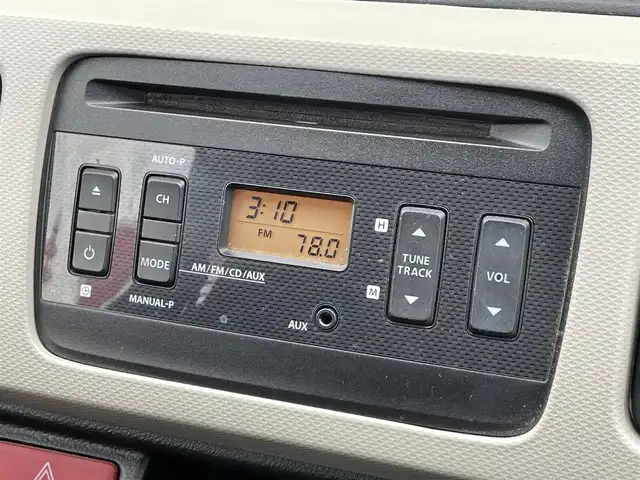 AUTO-P
CH
MODE
AM/FM/CD/AUX
MANUAL-P
C
3:10
FM
78.0
AUX
H
M
TUNE
TRACK
VOL